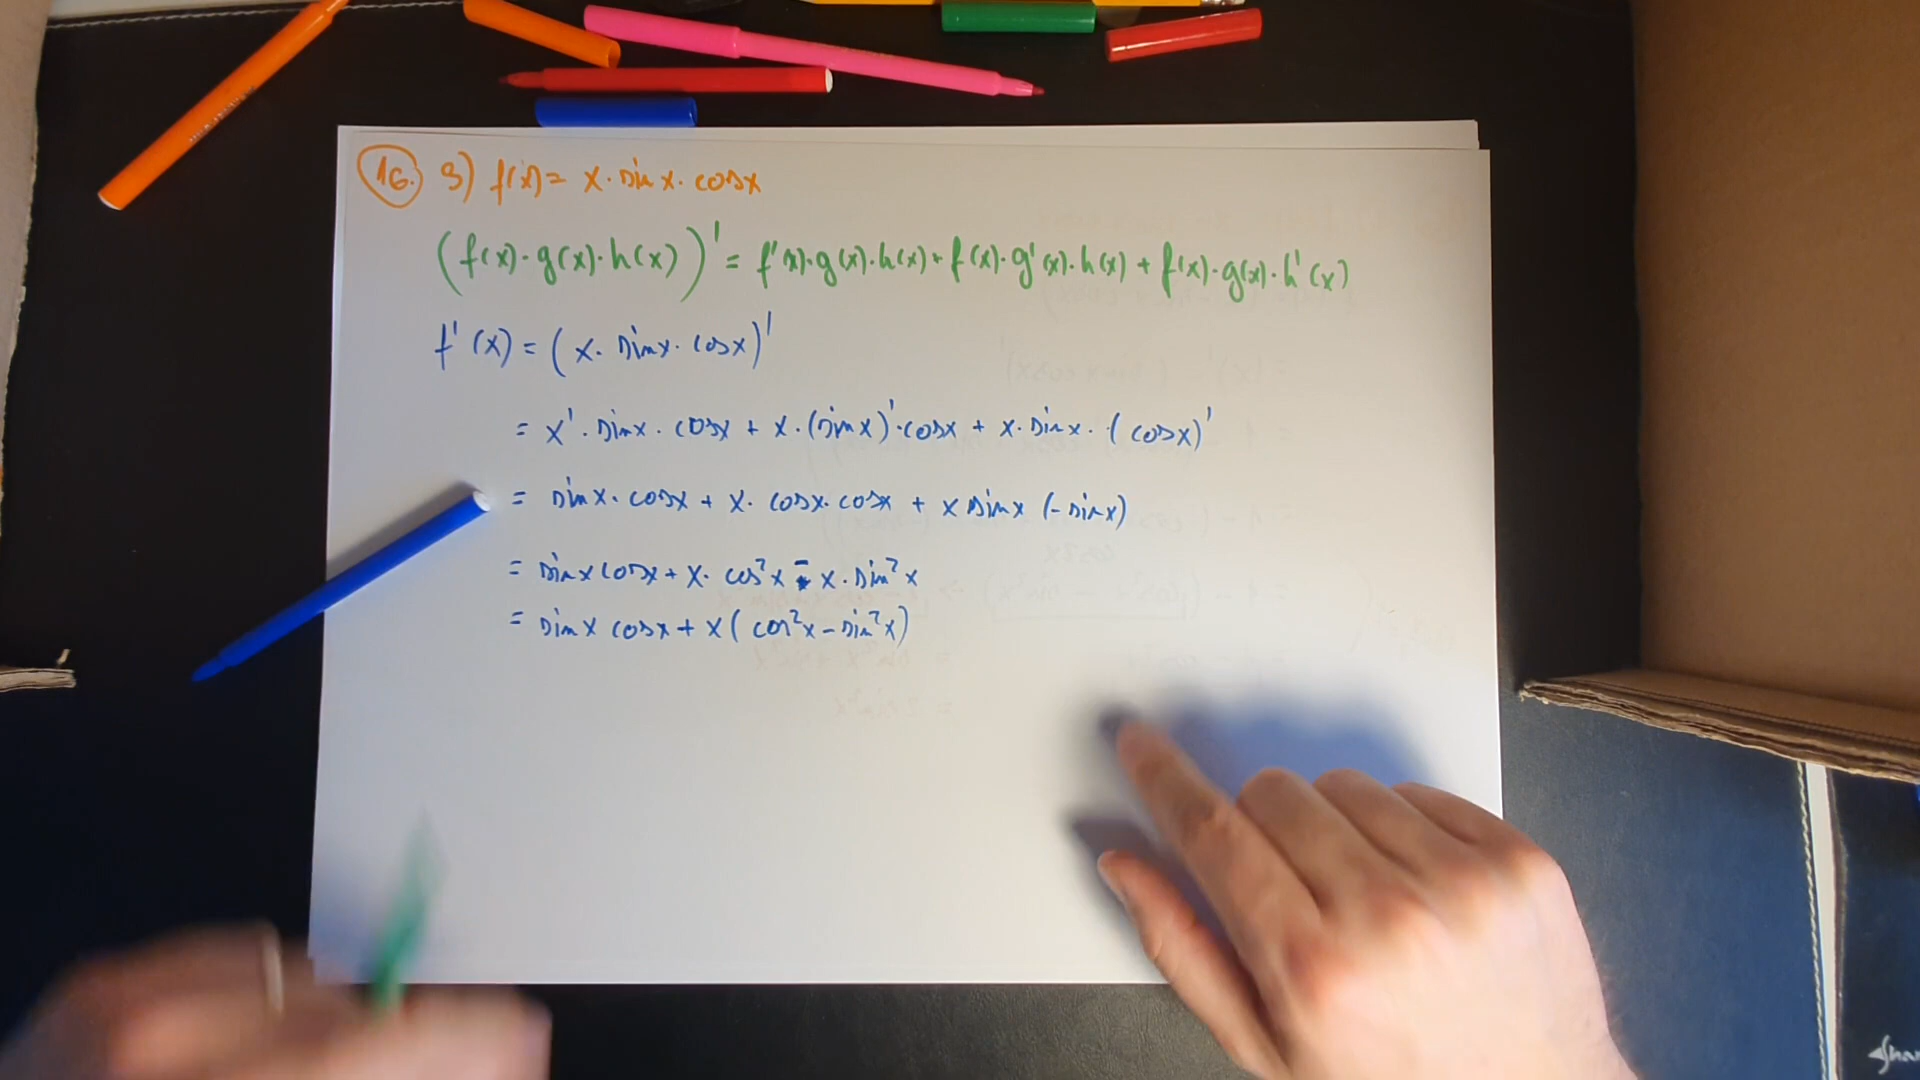 16. 3) f(x) = x · sin x · cos x
(f(x) · g(x) · h(x))' = f'x) · g(x) · h(x) + f(x) · g'(x) · h(x) + f(x) · g(x) · h'(x)
f'(x) = (x · sin x · cos x)'
= x' · sin x · cos x + x · (sin x)' · cos x + x · sin x · (cos x)'
= sin x · cos x + x · cos x · cos x + x sin x (- sin x)
= sin x cos x + x · cos² x - x · sin² x
= sin x cos x + x (cos² x - sin² x)